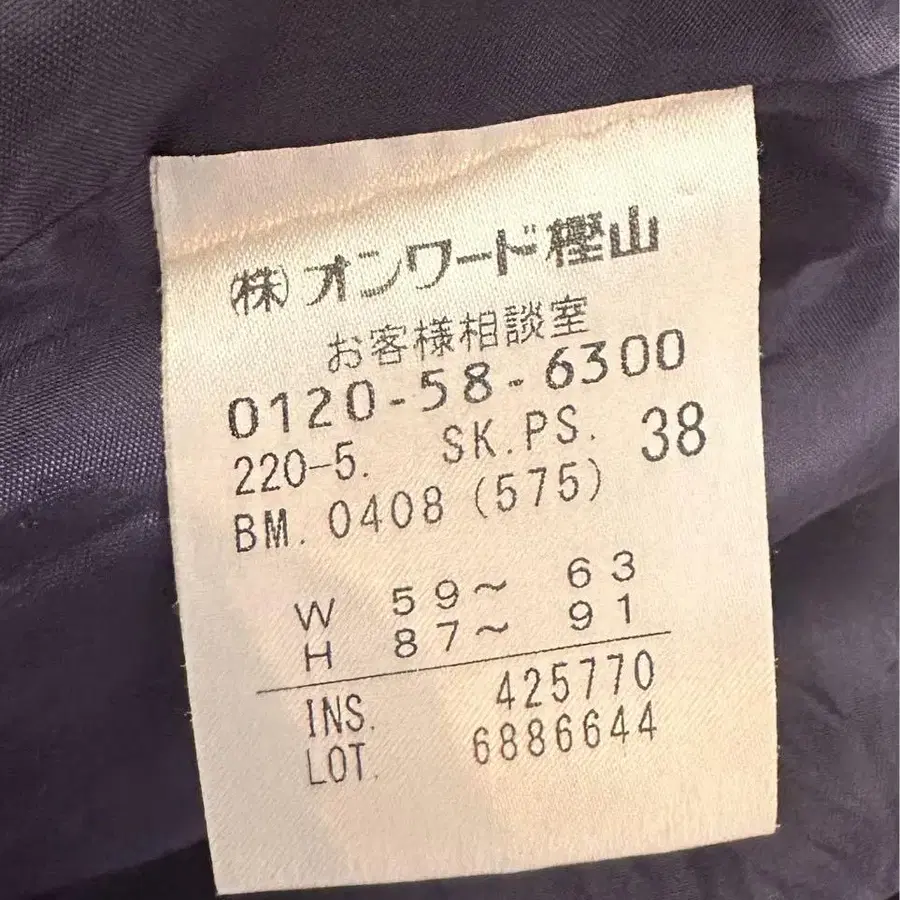 (株)オンワード樫山
お客様相談室
0120-58-6300
220-5. SK.PS. 38
BM. 0408 (575)
W 59~ 63
H 87~ 91
INS. 425770
LOT. 6886644